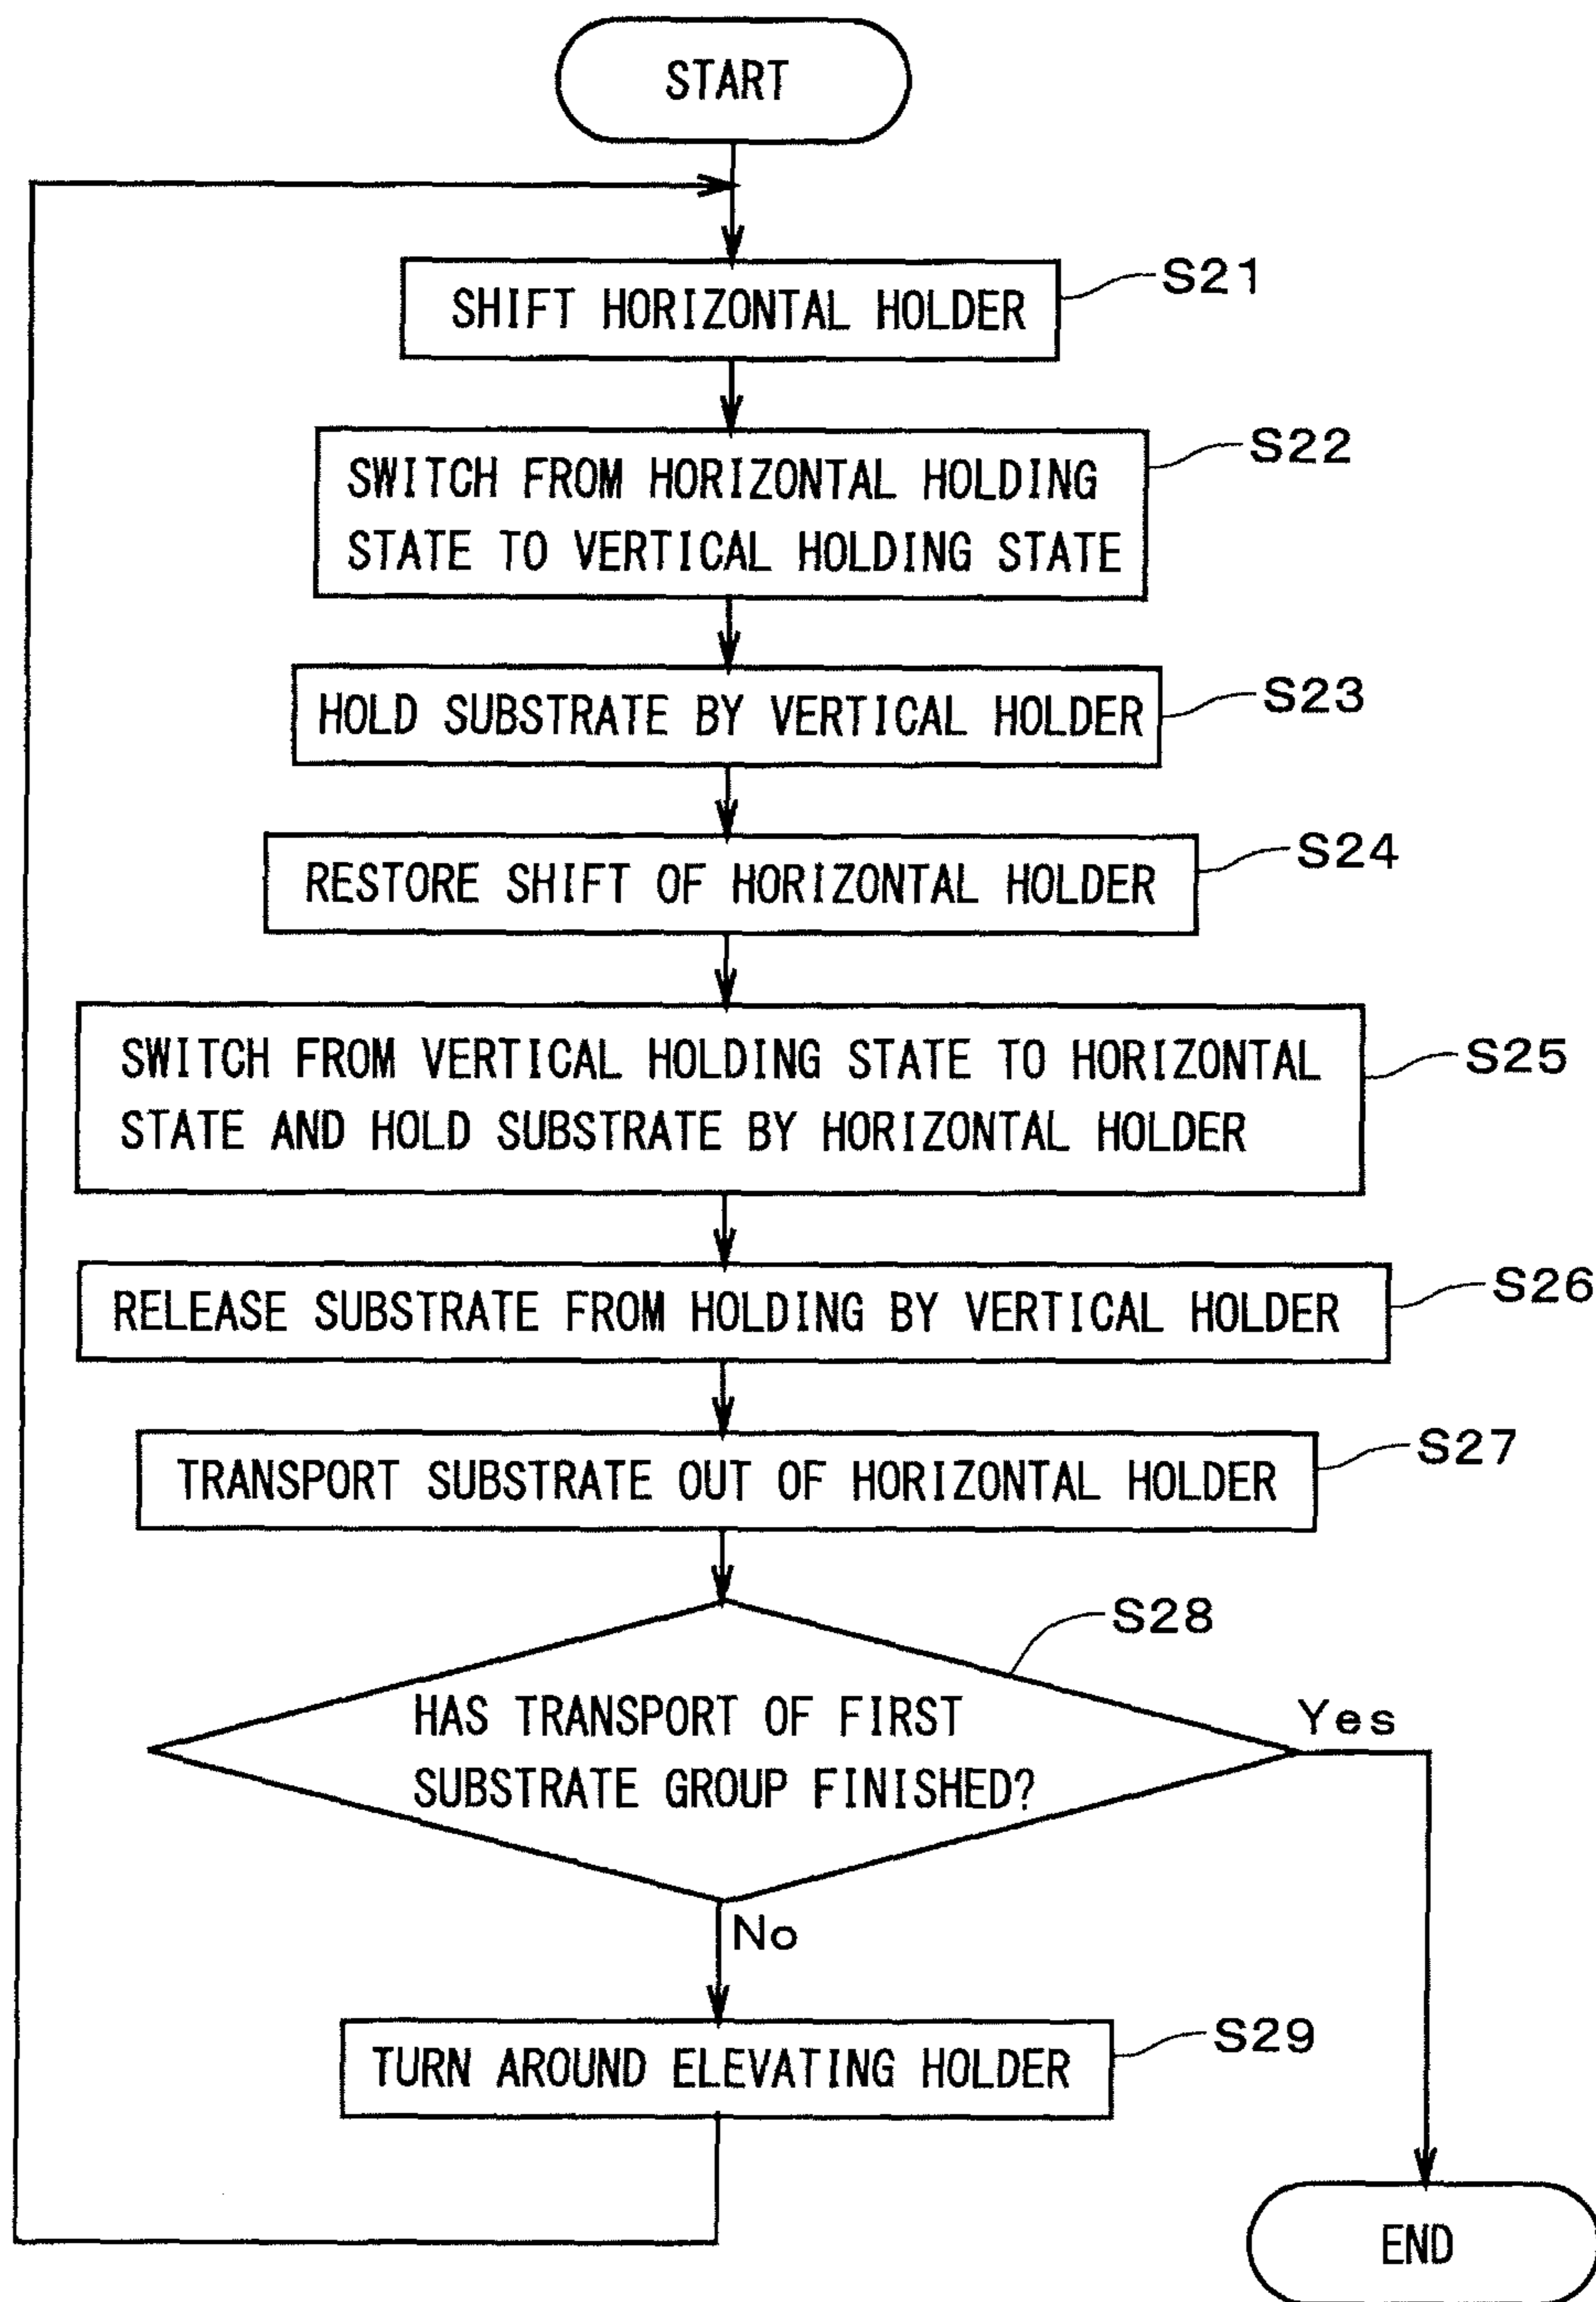 START
SHIFT HORIZONTAL HOLDER
S21
SWITCH FROM HORIZONTAL HOLDING
STATE TO VERTICAL HOLDING STATE
S22
HOLD SUBSTRATE BY VERTICAL HOLDER
S23
RESTORE SHIFT OF HORIZONTAL HOLDER
S24
SWITCH FROM VERTICAL HOLDING STATE TO HORIZONTAL
STATE AND HOLD SUBSTRATE BY HORIZONTAL HOLDER
S25
RELEASE SUBSTRATE FROM HOLDING BY VERTICAL HOLDER
S26
TRANSPORT SUBSTRATE OUT OF HORIZONTAL HOLDER
S27
HAS TRANSPORT OF FIRST
SUBSTRATE GROUP FINISHED?
S28
Yes
No
TURN AROUND ELEVATING HOLDER
S29
END